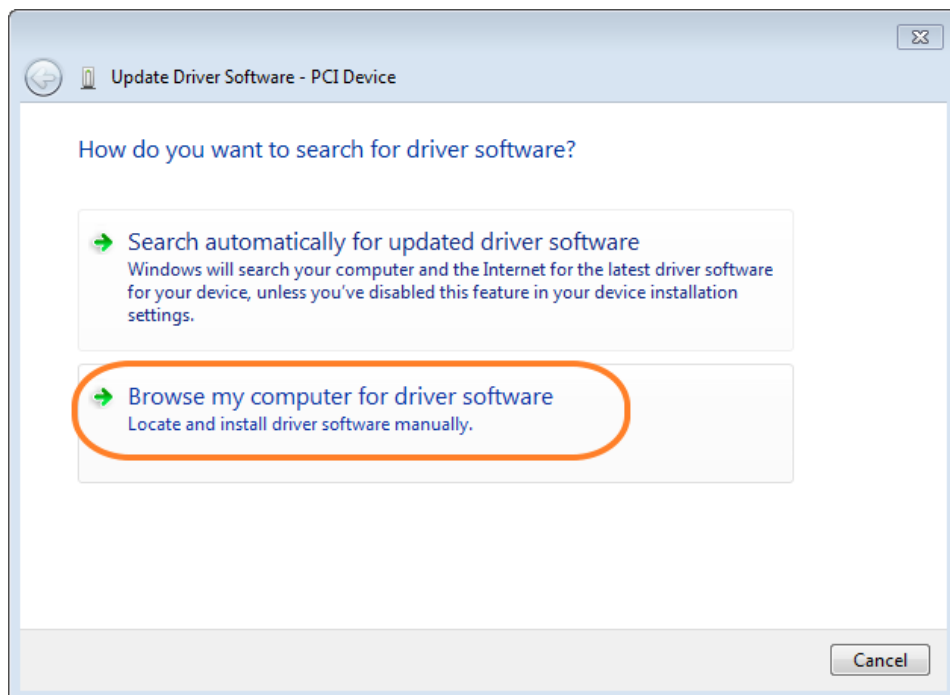 Update Driver Software - PCI Device
How do you want to search for driver software?
Search automatically for updated driver software
Windows will search your computer and the Internet for the latest driver software
for your device, unless you've disabled this feature in your device installation
settings.
Browse my computer for driver software
Locate and install driver software manually.
Cancel